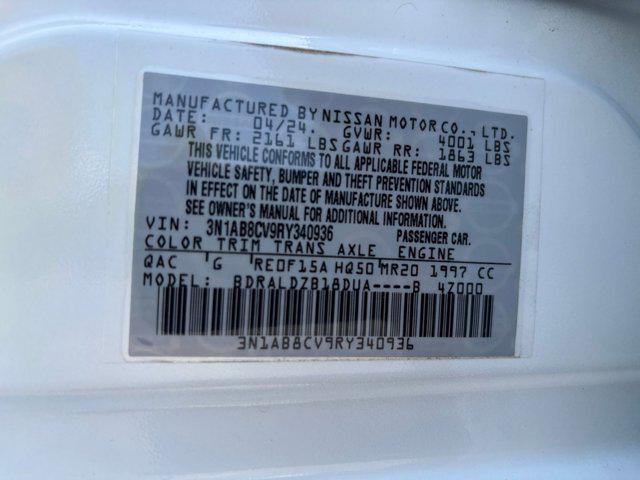 MANUFACTURED BY NISSAN MOTOR CO., LTD.
DATE: 04/24. GVWR: 4001 LBS
GAWR FR: 2161 LBS GAWR RR: 1863 LBS
THIS VEHICLE CONFORMS TO ALL APPLICABLE FEDERAL MOTOR
VEHICLE SAFETY, BUMPER AND THEFT PREVENTION STANDARDS
IN EFFECT ON THE DATE OF MANUFACTURE SHOWN ABOVE.
SEE OWNER'S MANUAL FOR ADDITIONAL INFORMATION.
VIN: 3N1AB8CV9RY340936 PASSENGER CAR.
COLOR TRIM TRANS AXLE ENGINE
QAC G RE0F15A HQ50 MR20 1997 CC
MODEL: BDRALDZB18DUA----B 47000
3N1AB8CV9RY340936